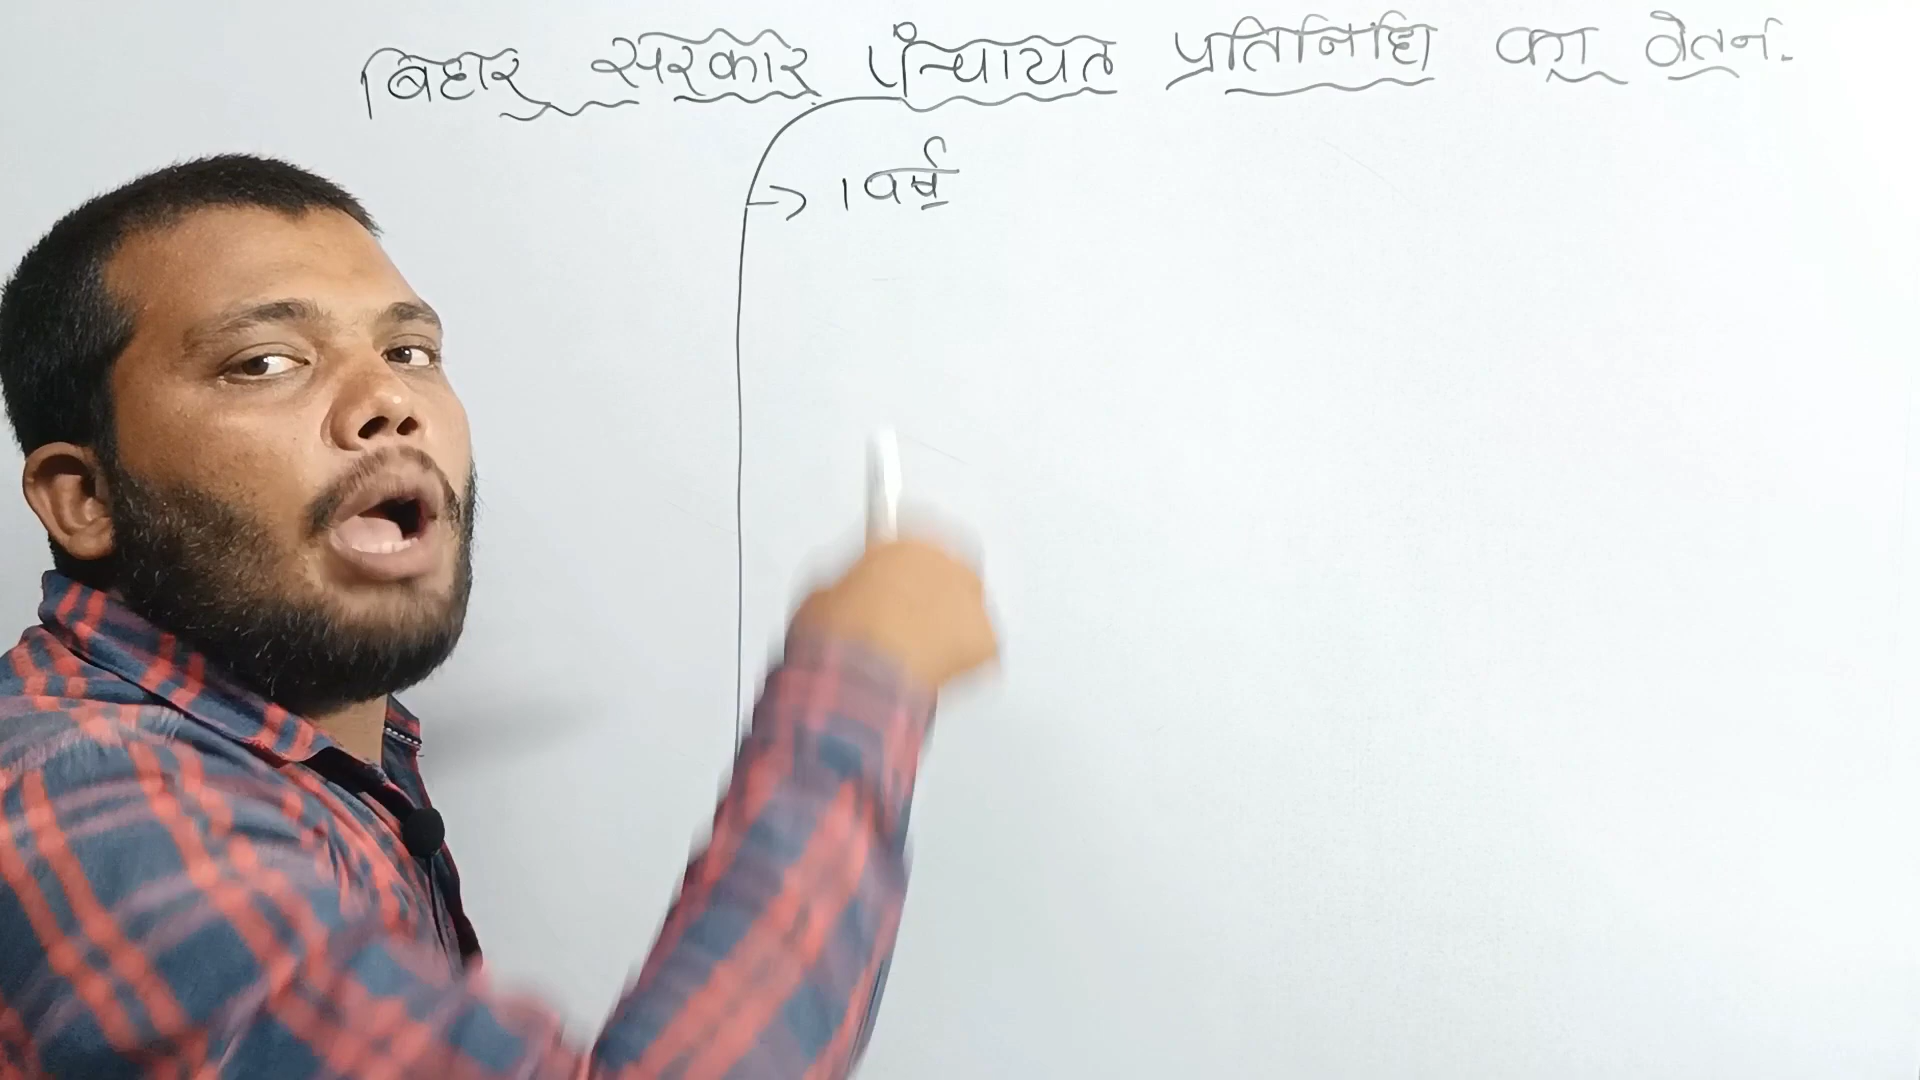 बिहार सरकार पंचायत प्रतिनिधि का वेतन.
→ 1 वर्ष